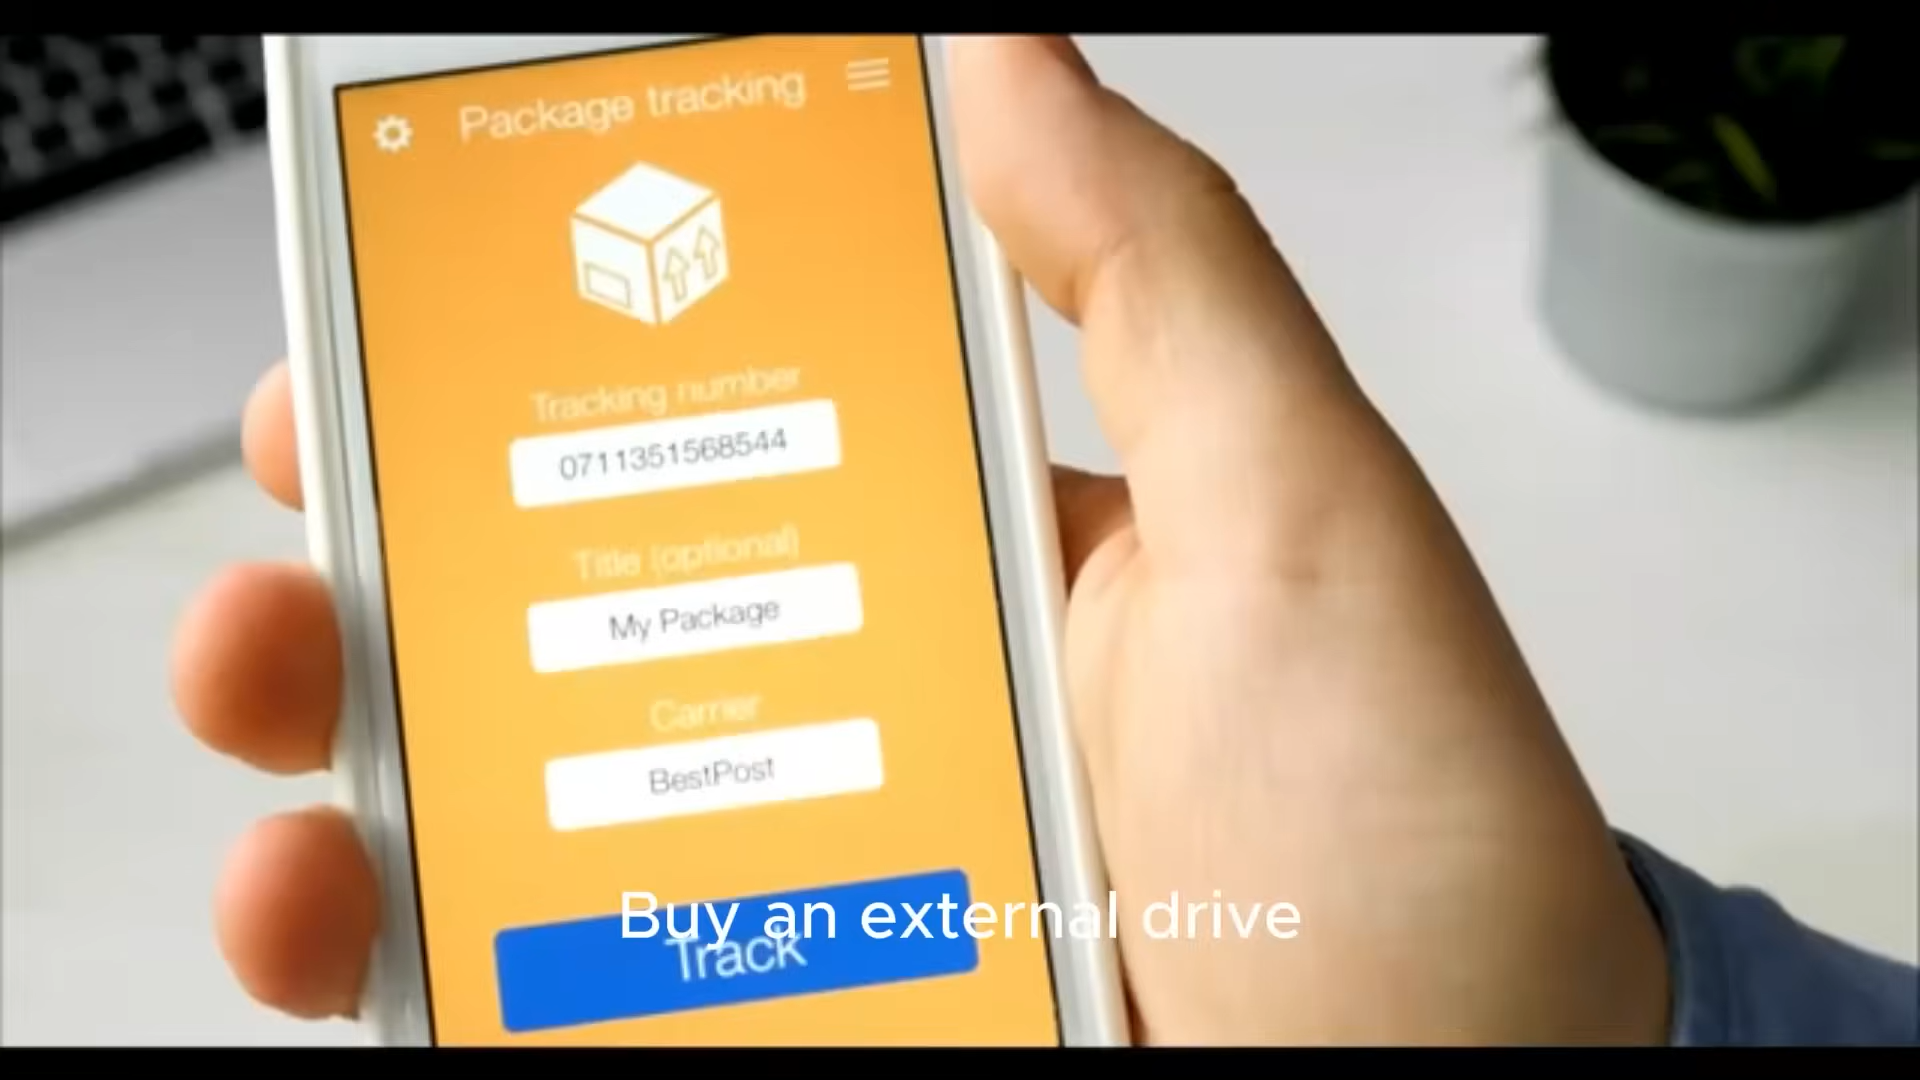 Package tracking
Tracking number
0711351568544
Title (optional)
My Package
Carrier
BestPost
Track
Buy an external drive